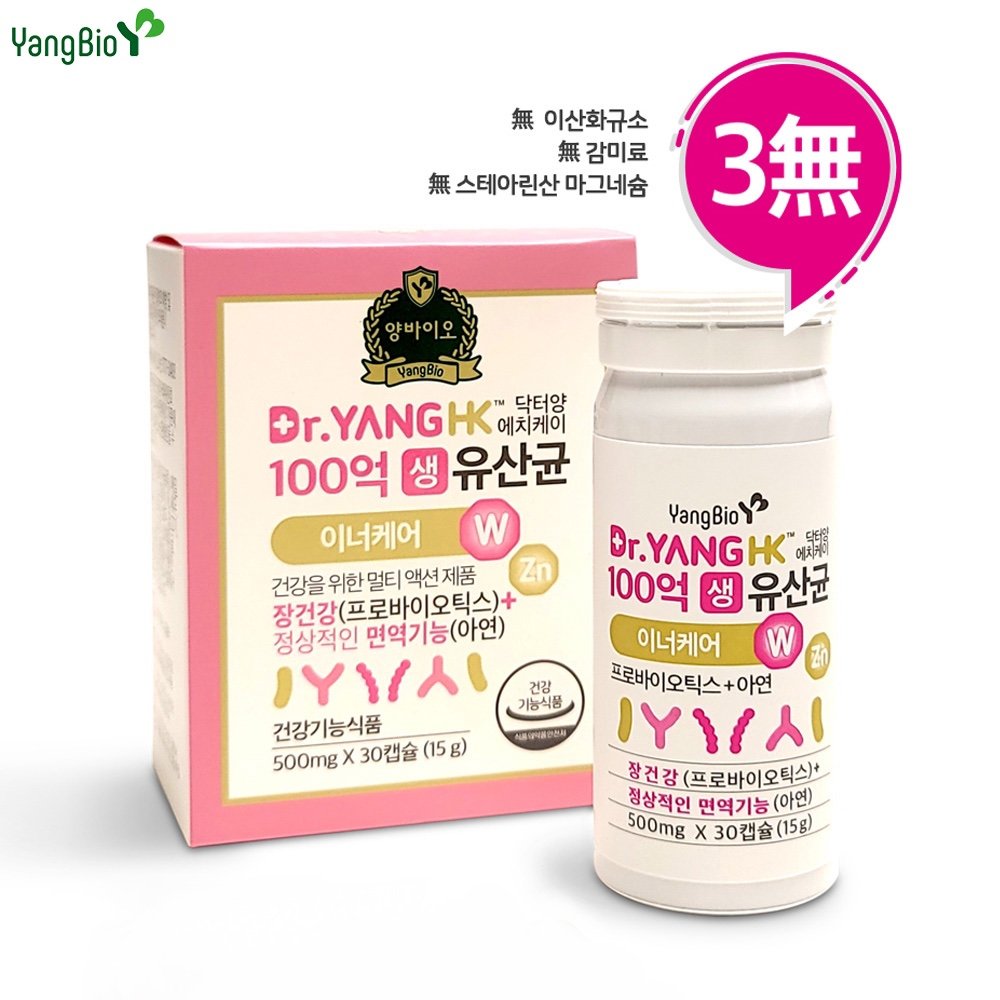 YangBio
無 이산화규소
無 감미료
無 스테아린산 마그네슘
3無
양바이오
YangBio
Dr.YANG HK™ 닥터양
에치케이
100억 생 유산균
이너케어 W
Zn
건강을 위한 멀티 액션 제품
장건강(프로바이오틱스)+
정상적인 면역기능(아연)
건강
기능식품
식품의약품안전처
건강기능식품
500mg X 30캡슐 (15 g)
YangBio
Dr.YANG HK™ 닥터양
에치케이
100억 생 유산균
이너케어 W
Zn
프로바이오틱스+아연
장건강 (프로바이오틱스)+
정상적인 면역기능 (아연)
500mg X 30캡슐 (15g)